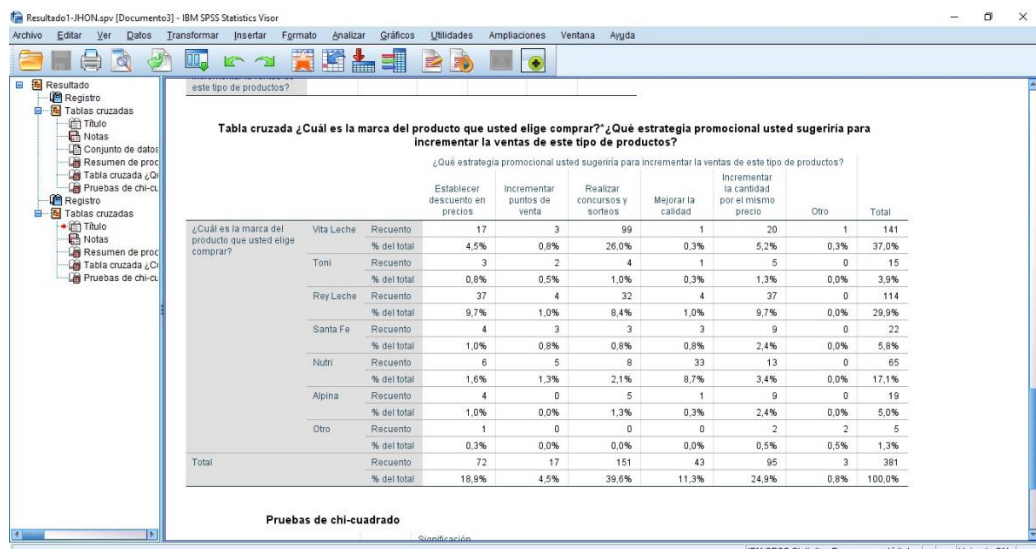 Resultado1-JHON.spv [Documento3] - IBM SPSS Statistics Visor
Archivo Editar Ver Datos Transformar Insertar Formato Analizar Gráficos Utilidades Ampliaciones Ventana Ayuda
Resultado
Registro
Tablas cruzadas
Título
Notas
Conjunto de datos
Resumen de proc
Tabla cruzada ¿Qu
Pruebas de chi-cu
Registro
Tablas cruzadas
Título
Notas
Resumen de proc
Tabla cruzada ¿Cu
Pruebas de chi-cu
este tipo de productos?
Tabla cruzada ¿Cuál es la marca del producto que usted elige comprar?*¿Qué estrategia promocional usted sugeriría para
incrementar la ventas de este tipo de productos?
¿Qué estrategia promocional usted sugeriría para incrementar la ventas de este tipo de productos?
Establecer descuento en precios Incrementar puntos de venta Realizar concursos y sorteos Mejorar la calidad Incrementar la cantidad por el mismo precio Otro Total
¿Cuál es la marca del producto que usted elige comprar? Vita Leche Recuento 17 3 99 1 20 1 141
% del total 4,5% 0,8% 26,0% 0,3% 5,2% 0,3% 37,0%
Toni Recuento 3 2 4 1 5 0 15
% del total 0,8% 0,5% 1,0% 0,3% 1,3% 0,0% 3,9%
Rey Leche Recuento 37 4 32 4 37 0 114
% del total 9,7% 1,0% 8,4% 1,0% 9,7% 0,0% 29,9%
Santa Fe Recuento 4 3 3 3 9 0 22
% del total 1,0% 0,8% 0,8% 0,8% 2,4% 0,0% 5,8%
Nutri Recuento 6 5 8 33 13 0 65
% del total 1,6% 1,3% 2,1% 8,7% 3,4% 0,0% 17,1%
Alpina Recuento 4 0 5 1 9 0 19
% del total 1,0% 0,0% 1,3% 0,3% 2,4% 0,0% 5,0%
Otro Recuento 1 0 0 0 2 2 5
% del total 0,3% 0,0% 0,0% 0,0% 0,5% 0,5% 1,3%
Total Recuento 72 17 151 43 95 3 381
% del total 18,9% 4,5% 39,6% 11,3% 24,9% 0,8% 100,0%
Pruebas de chi-cuadrado
Significación